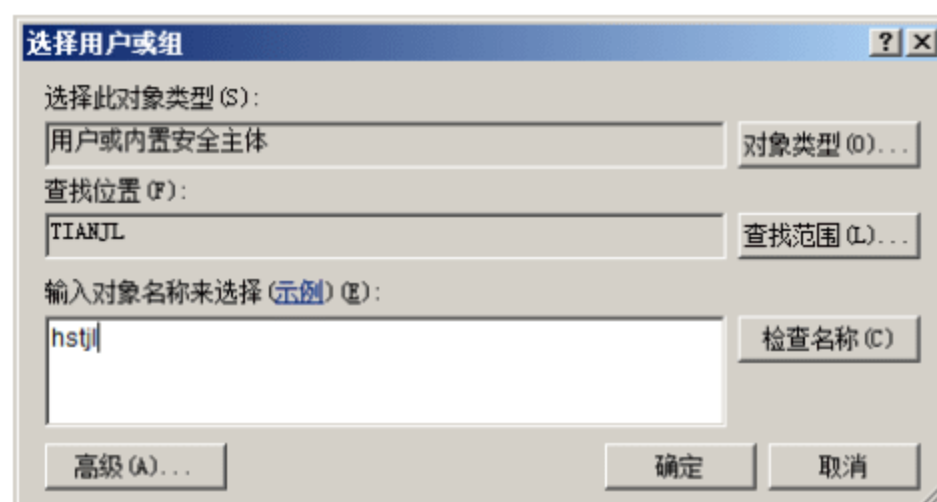 选择用户或组
选择此对象类型(S):
用户或内置安全主体
对象类型(O)...
查找位置(F):
TIANJL
查找范围(L)...
输入对象名称来选择(示例)(E):
hstjl
检查名称(C)
高级(A)...
确定
取消